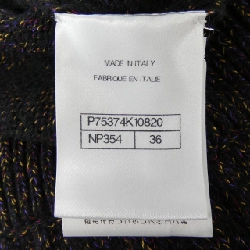 MADE IN ITALY
FABRIQUE EN ITALIE
P75374K10820
NP354 36